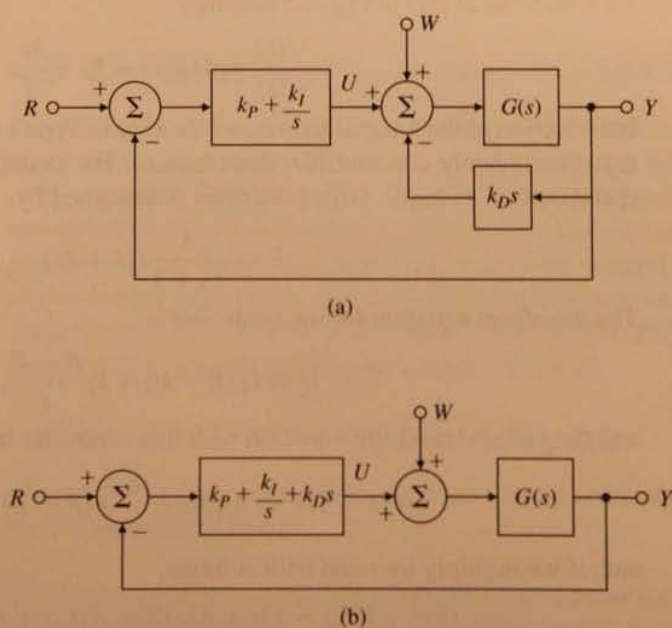 W
R
+
Σ
−
k_P + k_I/s
U
+
+
Σ
−
G(s)
Y
k_D s
(a)
W
R
+
Σ
−
k_P + k_I/s + k_D s
U
+
+
Σ
G(s)
Y
(b)